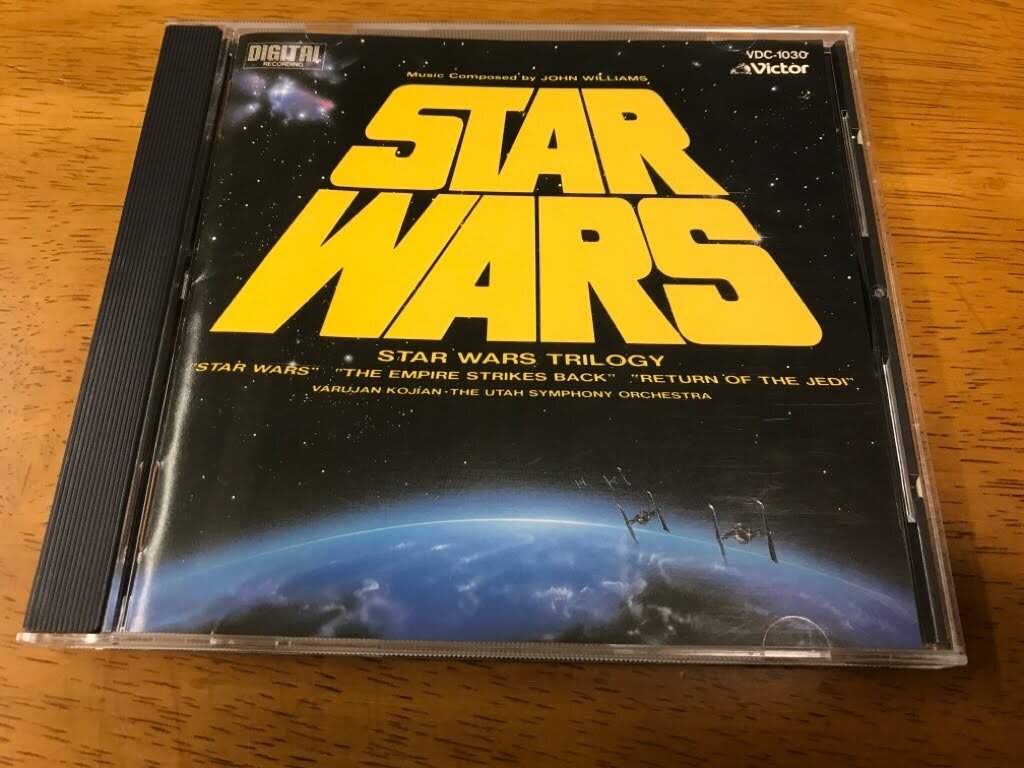 DIGITAL
RECORDING
VDC-1030
Victor
Music Composed by JOHN WILLIAMS
STAR
WARS
STAR WARS TRILOGY
"STAR WARS" "THE EMPIRE STRIKES BACK" "RETURN OF THE JEDI"
VARUJAN KOJIAN·THE UTAH SYMPHONY ORCHESTRA